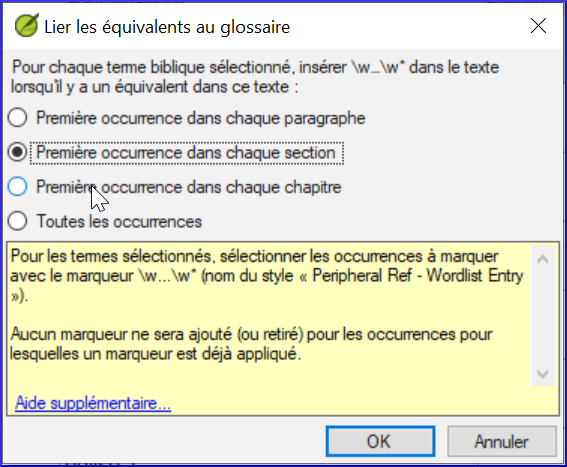 Lier les équivalents au glossaire
Pour chaque terme biblique sélectionné, insérer \w...\w* dans le texte
lorsqu'il y a un équivalent dans ce texte :
Première occurrence dans chaque paragraphe
Première occurrence dans chaque section
Première occurrence dans chaque chapitre
Toutes les occurrences
Pour les termes sélectionnés, sélectionner les occurrences à marquer
avec le marqueur \w...\w* (nom du style « Peripheral Ref - Wordlist Entry
»).
Aucun marqueur ne sera ajouté (ou retiré) pour les occurrences pour
lesquelles un marqueur est déjà appliqué.
Aide supplémentaire...
OK
Annuler